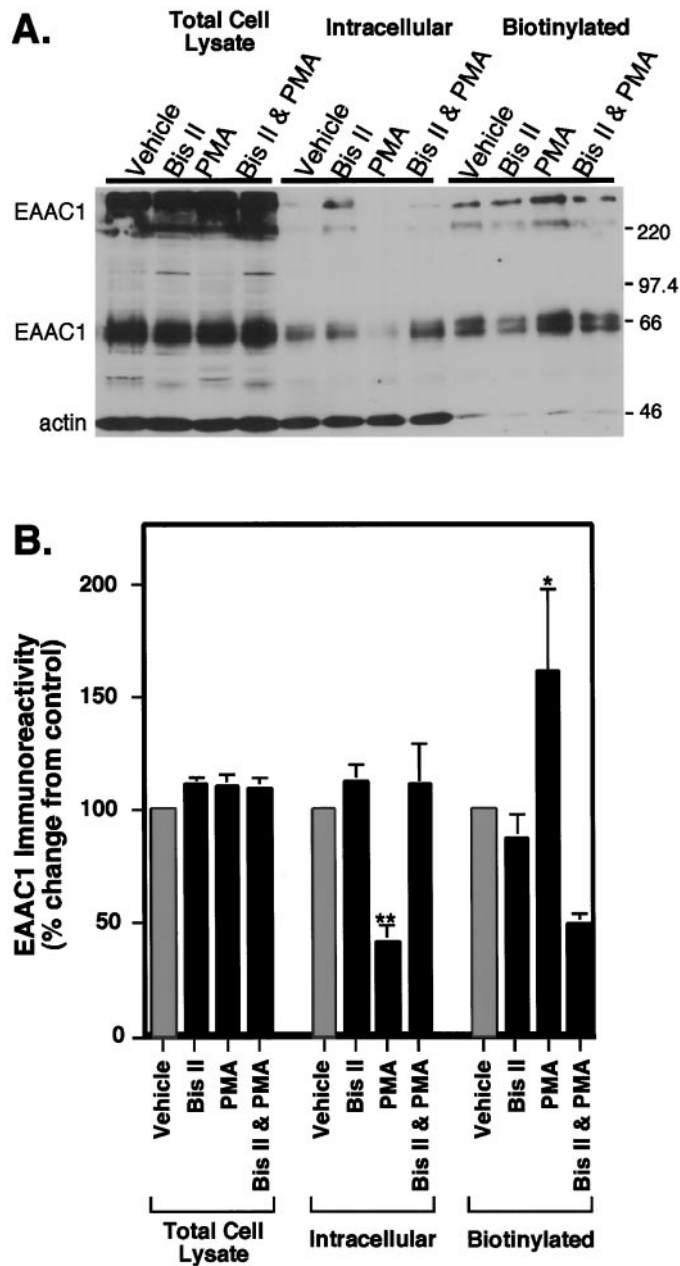 A.
Total Cell
Lysate
Intracellular
Biotinylated
Vehicle
Bis II
PMA
Bis II & PMA
Vehicle
Bis II
PMA
Bis II & PMA
Vehicle
Bis II
PMA
Bis II & PMA
EAAC1
EAAC1
actin
220
97.4
66
46
B.
EAAC1 Immunoreactivity
(% change from control)
200
150
100
50
0
*
**
Vehicle
Bis II
PMA
Bis II & PMA
Vehicle
Bis II
PMA
Bis II & PMA
Vehicle
Bis II
PMA
Bis II & PMA
Total Cell
Lysate
Intracellular
Biotinylated